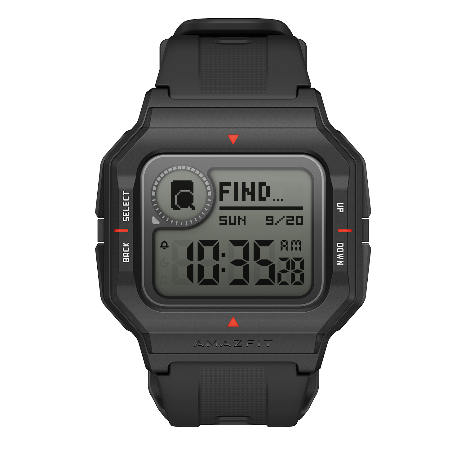 FIND...
SUN 9/20
AM
10:35 28
SELECT
BACK
UP
DOWN
AMAZFIT